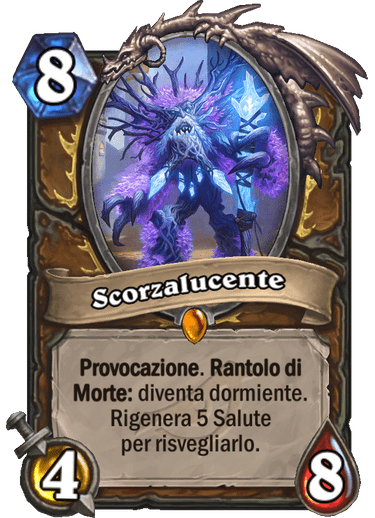 8
Scorzalucente
Provocazione. Rantolo di
Morte: diventa dormiente.
Rigenera 5 Salute
per risvegliarlo.
4
8